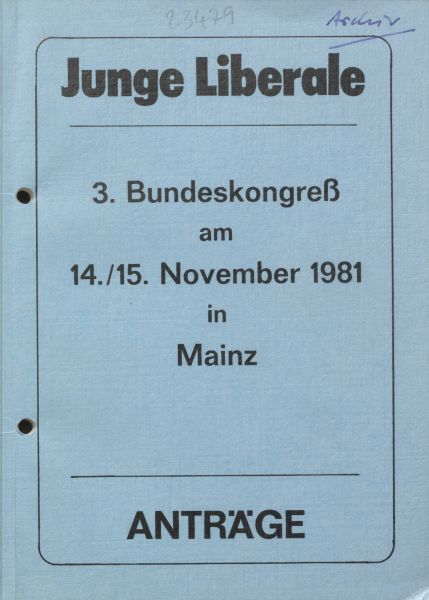 23479
Archiv
Junge Liberale
3. Bundeskongreß
am
14./15. November 1981
in
Mainz
ANTRÄGE